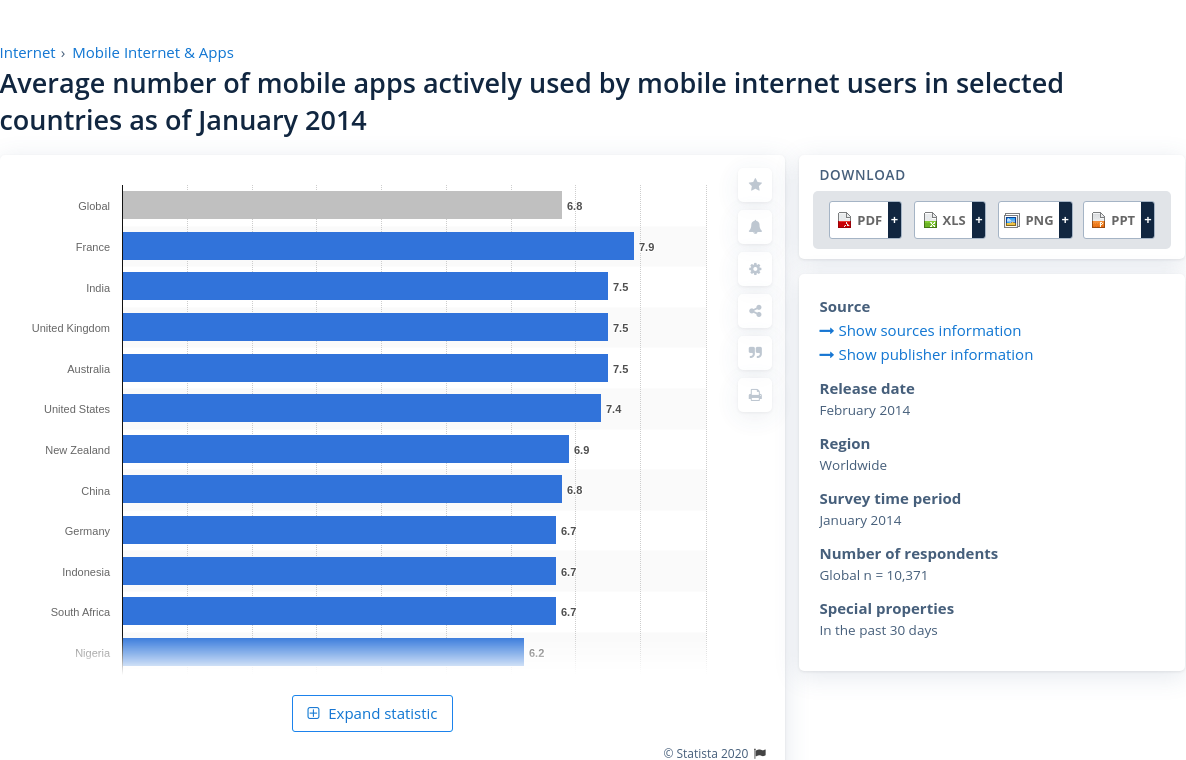 Internet › Mobile Internet & Apps
Average number of mobile apps actively used by mobile internet users in selected
countries as of January 2014
Global 6.8
France 7.9
India 7.5
United Kingdom 7.5
Australia 7.5
United States 7.4
New Zealand 6.9
China 6.8
Germany 6.7
Indonesia 6.7
South Africa 6.7
Nigeria 6.2
Expand statistic
© Statista 2020
DOWNLOAD
PDF + XLS + PNG + PPT +
Source
Show sources information
Show publisher information
Release date
February 2014
Region
Worldwide
Survey time period
January 2014
Number of respondents
Global n = 10,371
Special properties
In the past 30 days